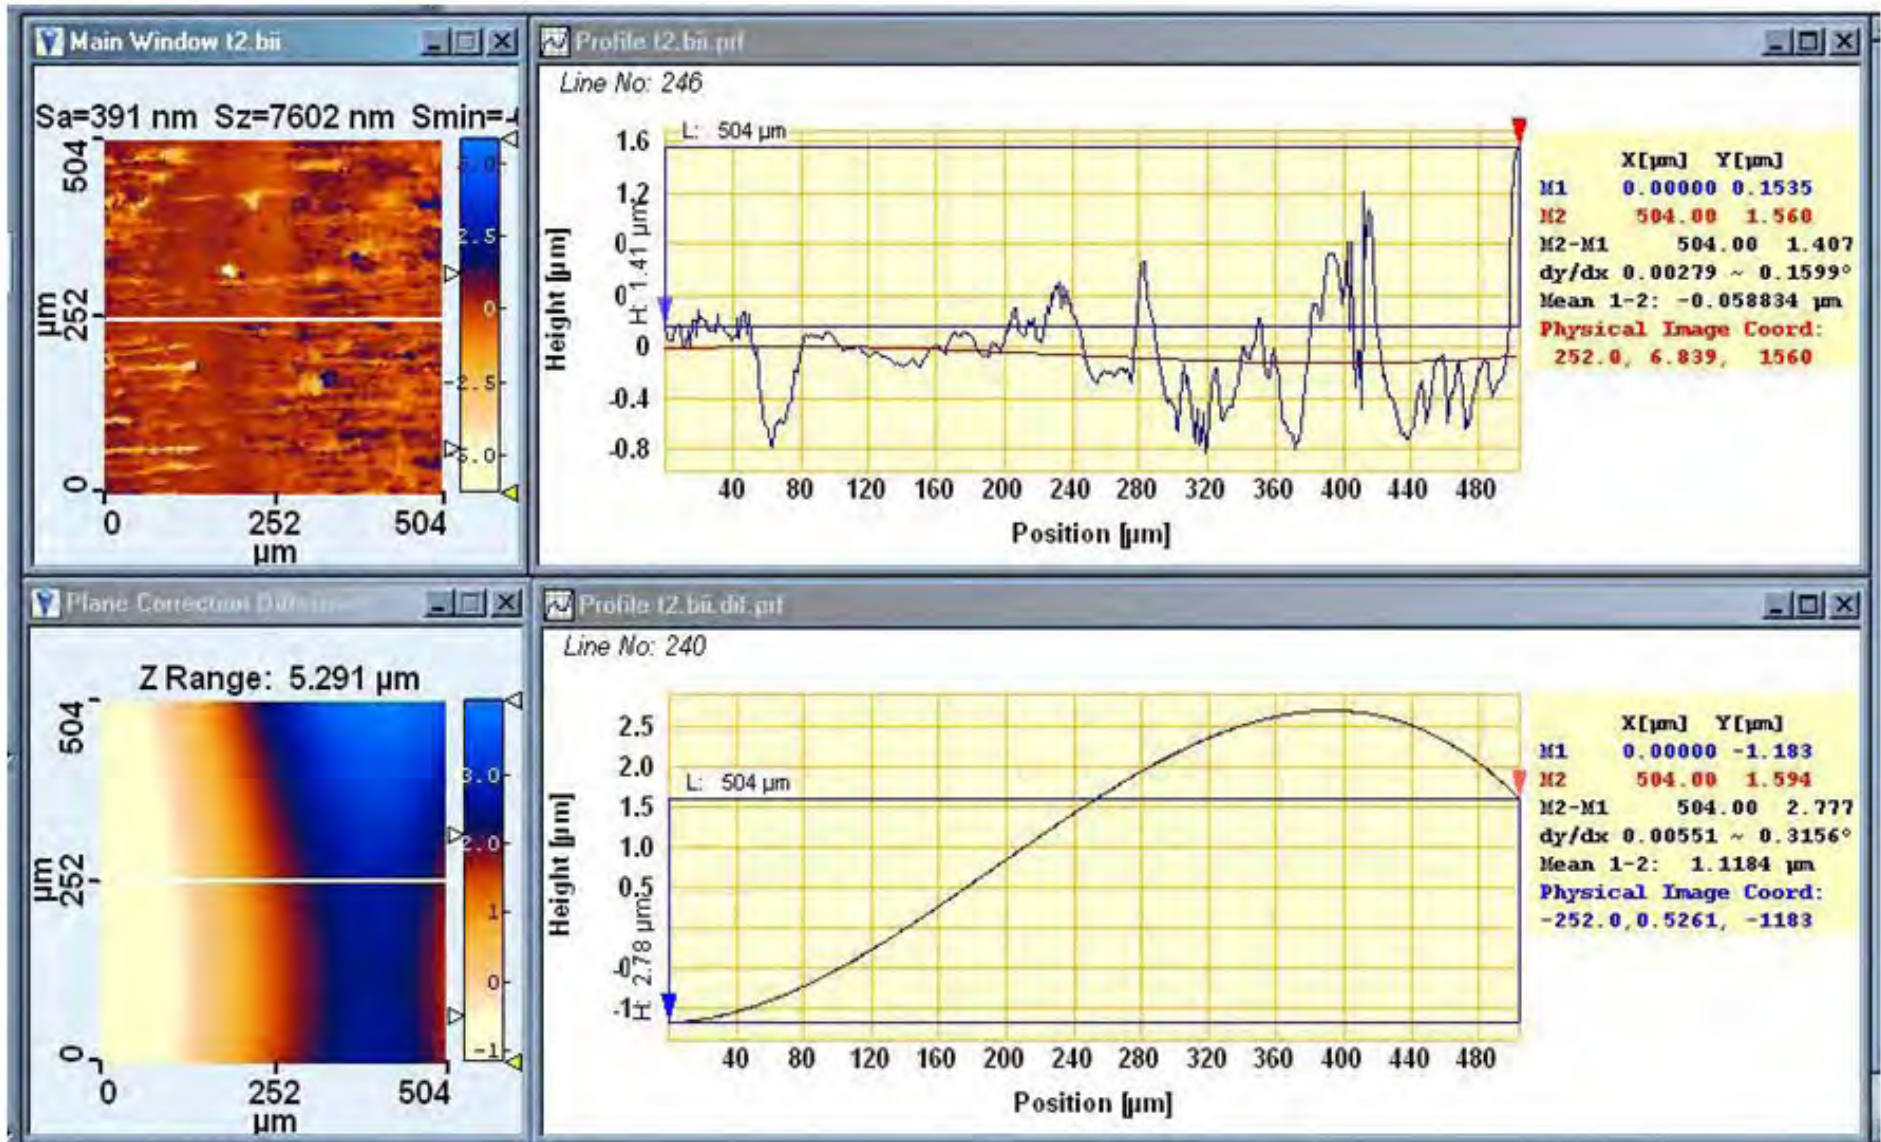 Main Window t2.bii
Sa=391 nm Sz=7602 nm Smin=-
504
252
0
µm
0 252 504
µm
5.0
2.5
0
-2.5
-5.0
Profile t2.bii.prf
Line No: 246
L: 504 µm
H: 1.41 µm
Height [µm]
1.6
1.2
0
0
0
-0.4
-0.8
40 80 120 160 200 240 280 320 360 400 440 480
Position [µm]
X[µm] Y[µm]
M1 0.00000 0.1535
M2 504.00 1.560
M2-M1 504.00 1.407
dy/dx 0.00279 ~ 0.1599°
Mean 1-2: -0.058834 µm
Physical Image Coord:
252.0, 6.839, 1560
Plane Correction
Z Range: 5.291 µm
504
252
0
µm
0 252 504
µm
3.0
2.0
1
0
-1
Profile t2.bii.dif.prf
Line No: 240
L: 504 µm
H: 2.78 µm
Height [µm]
2.5
2.0
1.5
1.0
0.5
-0
-1
40 80 120 160 200 240 280 320 360 400 440 480
Position [µm]
X[µm] Y[µm]
M1 0.00000 -1.183
M2 504.00 1.594
M2-M1 504.00 2.777
dy/dx 0.00551 ~ 0.3156°
Mean 1-2: 1.1184 µm
Physical Image Coord:
-252.0,0.5261, -1183